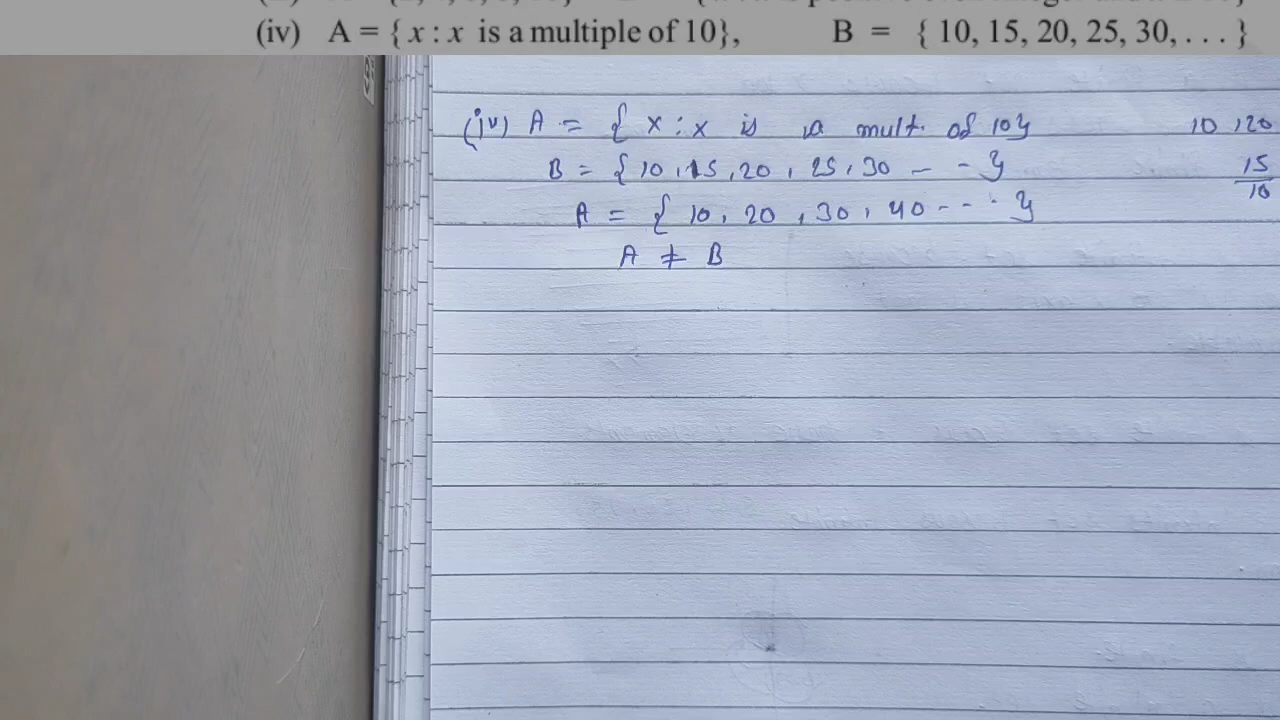 (iv) A = { x : x is a multiple of 10}, B = { 10, 15, 20, 25, 30, . . . }
(iv) A = { x : x is a mult. of 10} 10, 20
B = { 10, 15, 20, 25, 30 - - } 15
A = { 10, 20, 30, 40 - - - } 10
A ≠ B